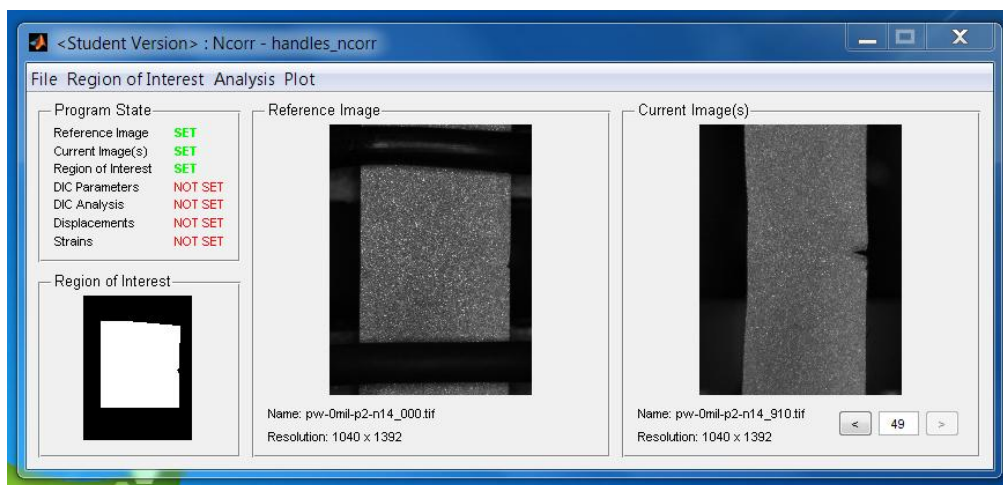 <Student Version> : Ncorr - handles_ncorr
File Region of Interest Analysis Plot
Program State
Reference Image SET
Current Image(s) SET
Region of Interest SET
DIC Parameters NOT SET
DIC Analysis NOT SET
Displacements NOT SET
Strains NOT SET
Region of Interest
Reference Image
Name: pw-0mil-p2-n14_000.tif
Resolution: 1040 x 1392
Current Image(s)
Name: pw-0mil-p2-n14_910.tif
Resolution: 1040 x 1392
< 49 >